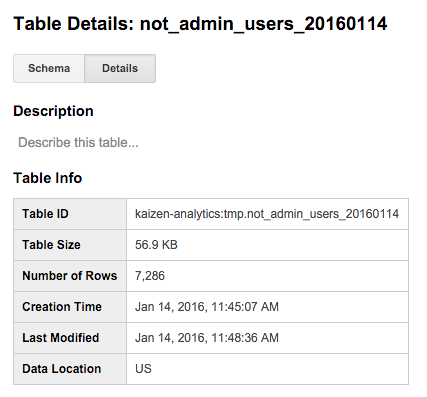 Table Details: not_admin_users_20160114
Schema Details
Description
Describe this table...
Table Info
Table ID kaizen-analytics:tmp.not_admin_users_20160114
Table Size 56.9 KB
Number of Rows 7,286
Creation Time Jan 14, 2016, 11:45:07 AM
Last Modified Jan 14, 2016, 11:48:36 AM
Data Location US